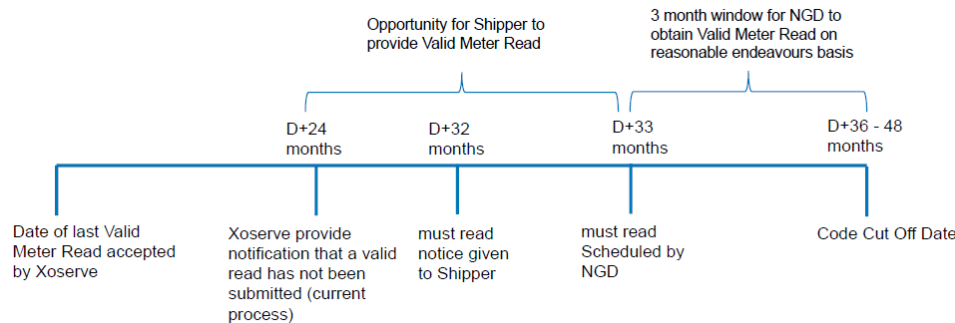 Opportunity for Shipper to
provide Valid Meter Read
3 month window for NGD to
obtain Valid Meter Read on
reasonable endeavours basis
D+24
months
D+32
months
D+33
months
D+36 - 48
months
Date of last Valid
Meter Read accepted
by Xoserve
Xoserve provide
notification that a valid
read has not been
submitted (current
process)
must read
notice given
to Shipper
must read
Scheduled by
NGD
Code Cut Off Date